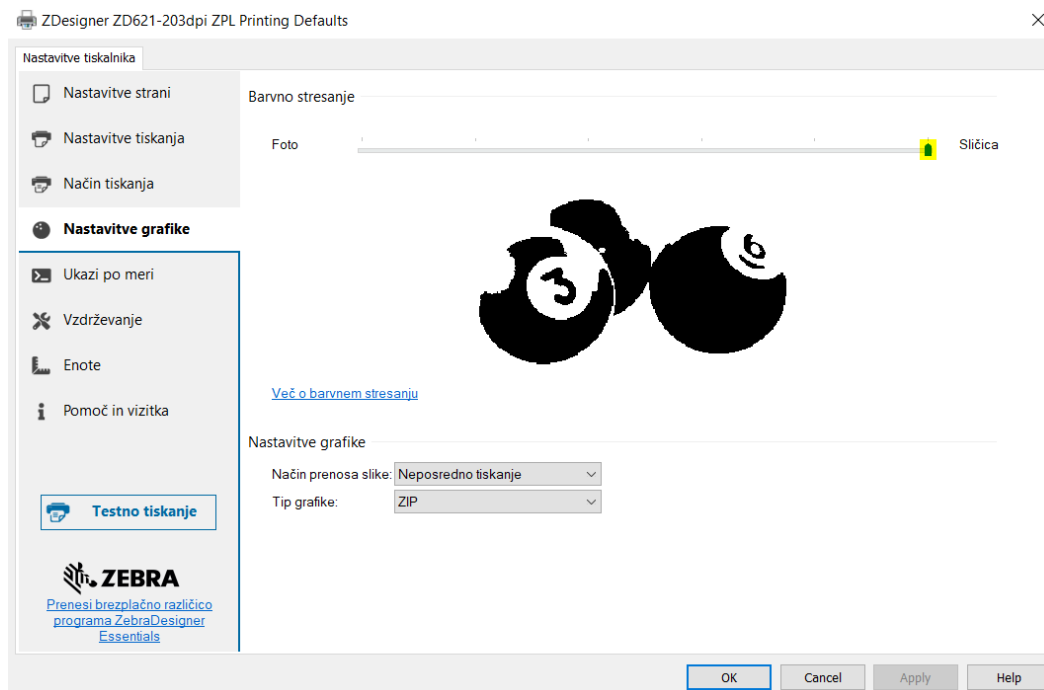 ZDesigner ZD621-203dpi ZPL Printing Defaults
Nastavitve tiskalnika
Nastavitve strani
Nastavitve tiskanja
Način tiskanja
Nastavitve grafike
Ukazi po meri
Vzdrževanje
Enote
Pomoč in vizitka
Testno tiskanje
ZEBRA
Prenesi brezplačno različico
programa ZebraDesigner
Essentials
Barvno stresanje
Foto
Sličica
3
6
Več o barvnem stresanju
Nastavitve grafike
Način prenosa slike: Neposredno tiskanje
Tip grafike: ZIP
OK
Cancel
Apply
Help